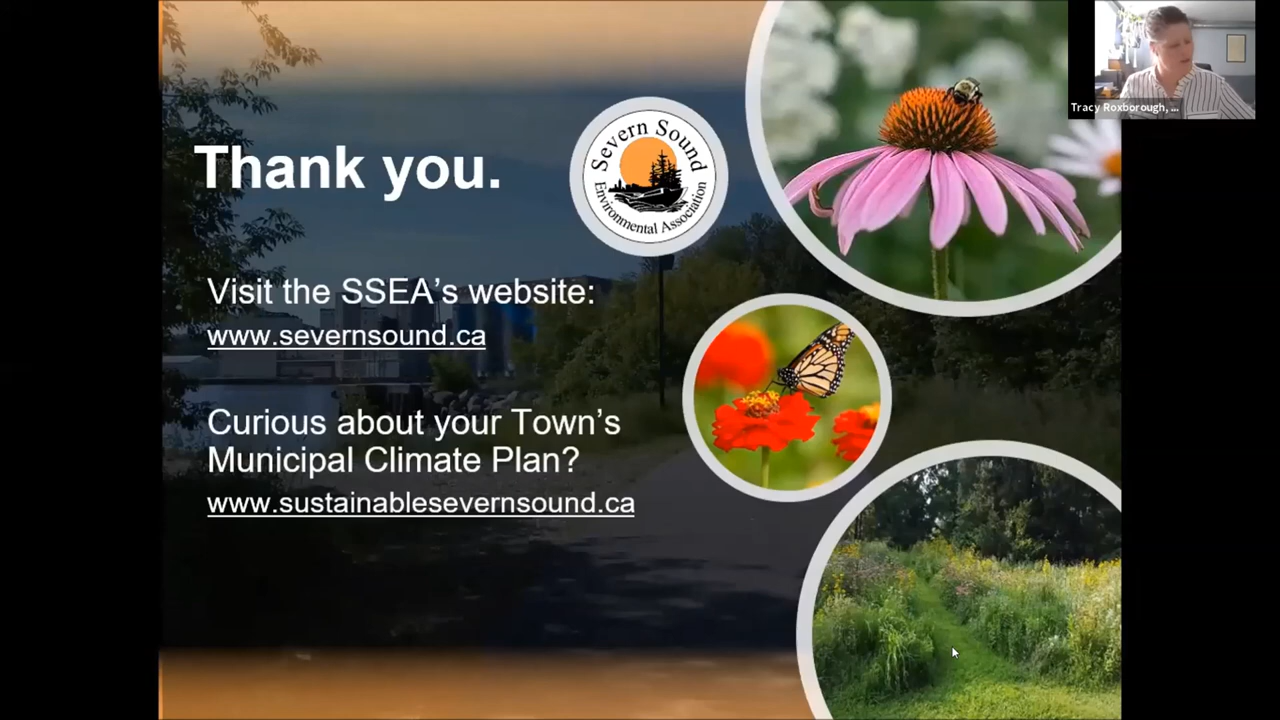 Tracy Roxborough, ...
Thank you.
Severn Sound
Environmental Association
Visit the SSEA's website:
www.severnsound.ca
Curious about your Town's
Municipal Climate Plan?
www.sustainablesevernsound.ca